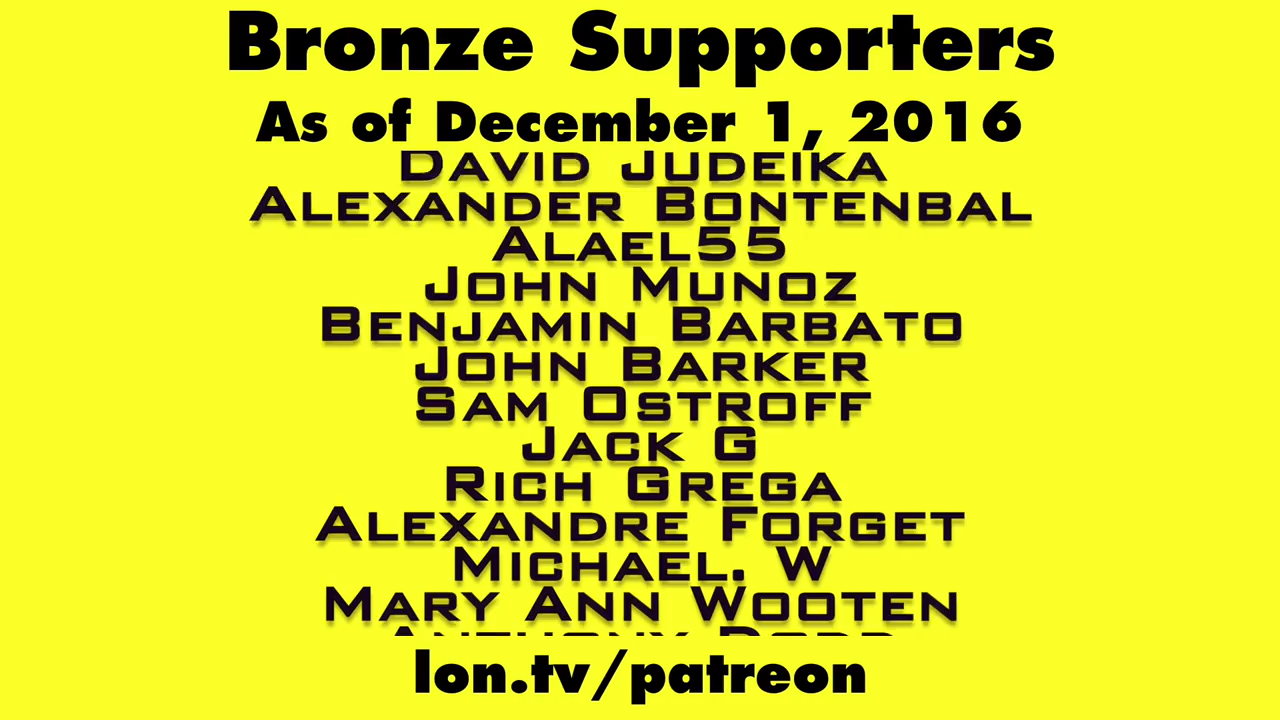 Bronze Supporters
As of December 1, 2016
David Judeika
Alexander Bontenbal
Alael55
John Munoz
Benjamin Barbato
John Barker
Sam Ostroff
Jack G
Rich Grega
Alexandre Forget
Michael. W
Mary Ann Wooten
Anthony
lon.tv/patreon